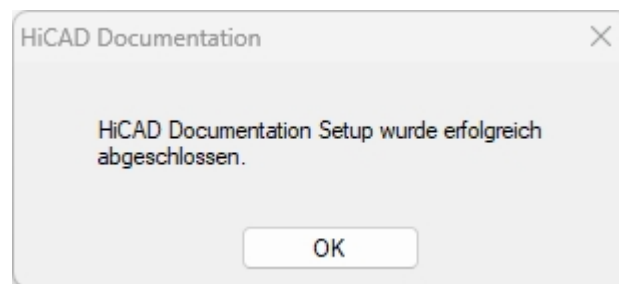 HiCAD Documentation
HiCAD Documentation Setup wurde erfolgreich
abgeschlossen.
OK